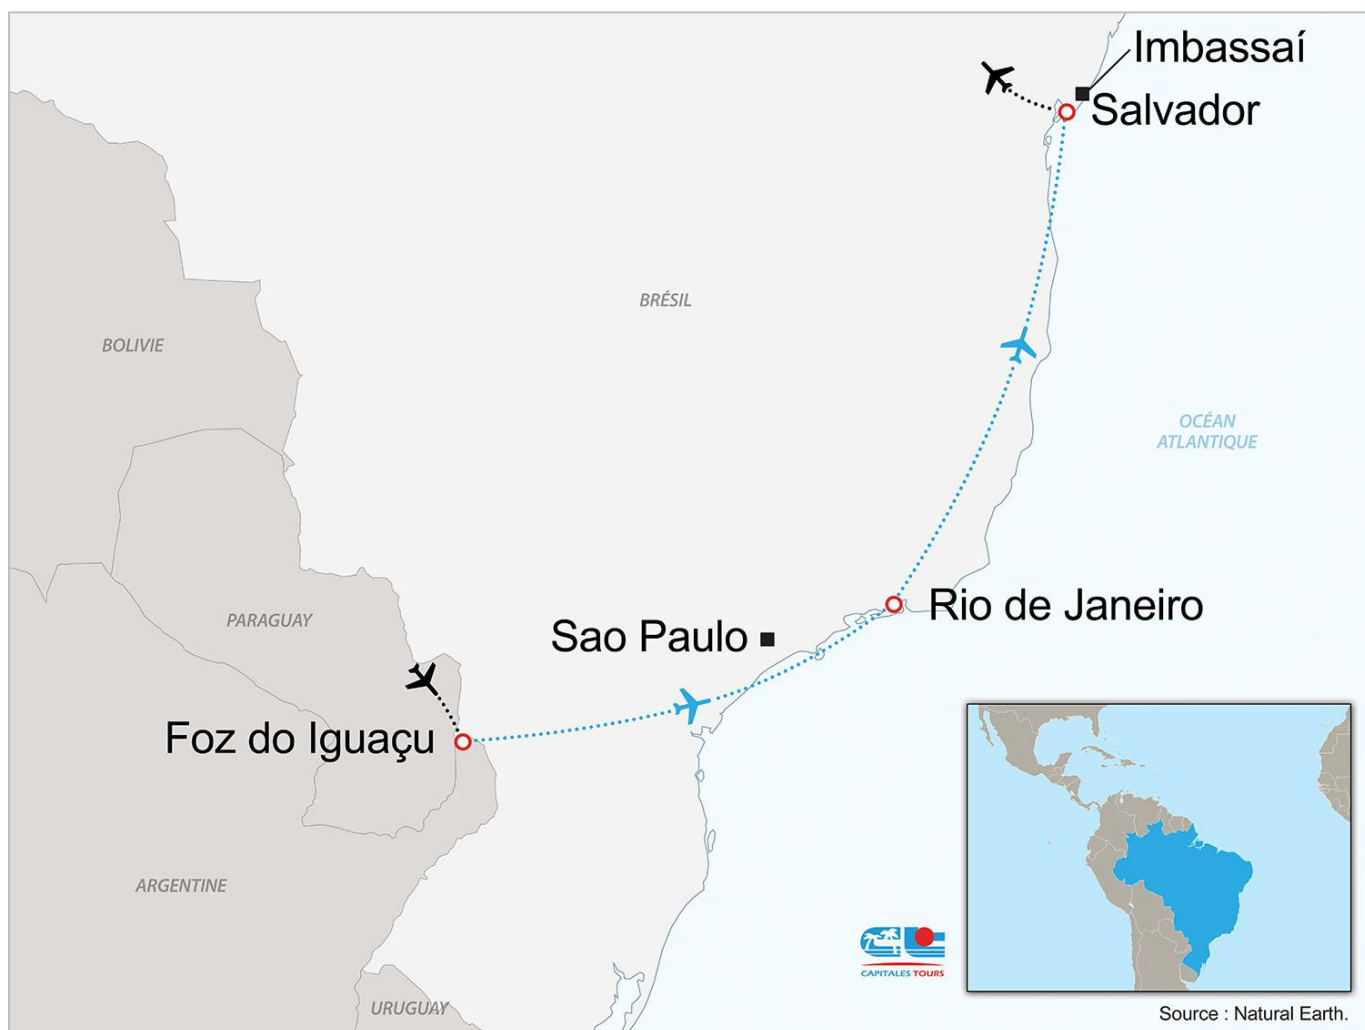 Imbassaí
Salvador
BRÉSIL
BOLIVIE
OCÉAN
ATLANTIQUE
PARAGUAY
Sao Paulo
Rio de Janeiro
Foz do Iguaçu
ARGENTINE
URUGUAY
CAPITALES TOURS
Source : Natural Earth.